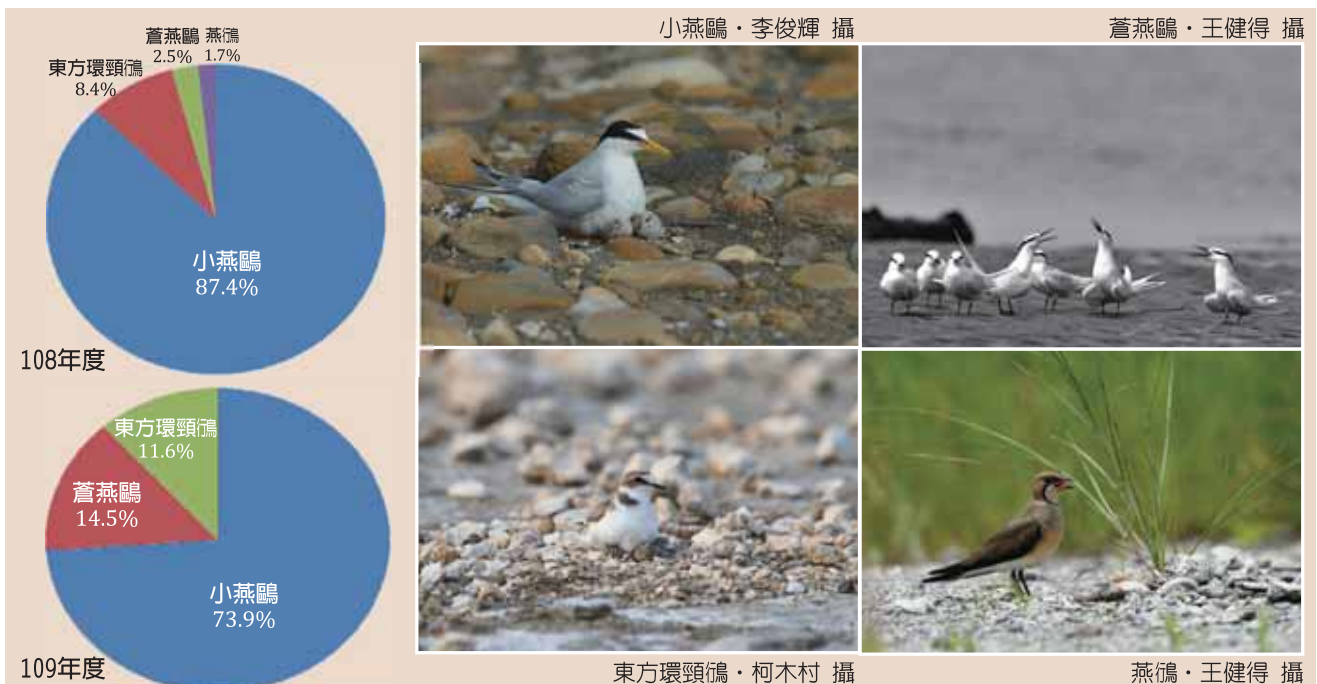 小燕鷗・李俊輝 攝
蒼燕鷗・王健得 攝
蒼燕鷗
2.5%
燕鴴
1.7%
東方環頸鴴
8.4%
小燕鷗
87.4%
108年度
東方環頸鴴
11.6%
蒼燕鷗
14.5%
小燕鷗
73.9%
109年度
東方環頸鴴・柯木村 攝
燕鴴・王健得 攝